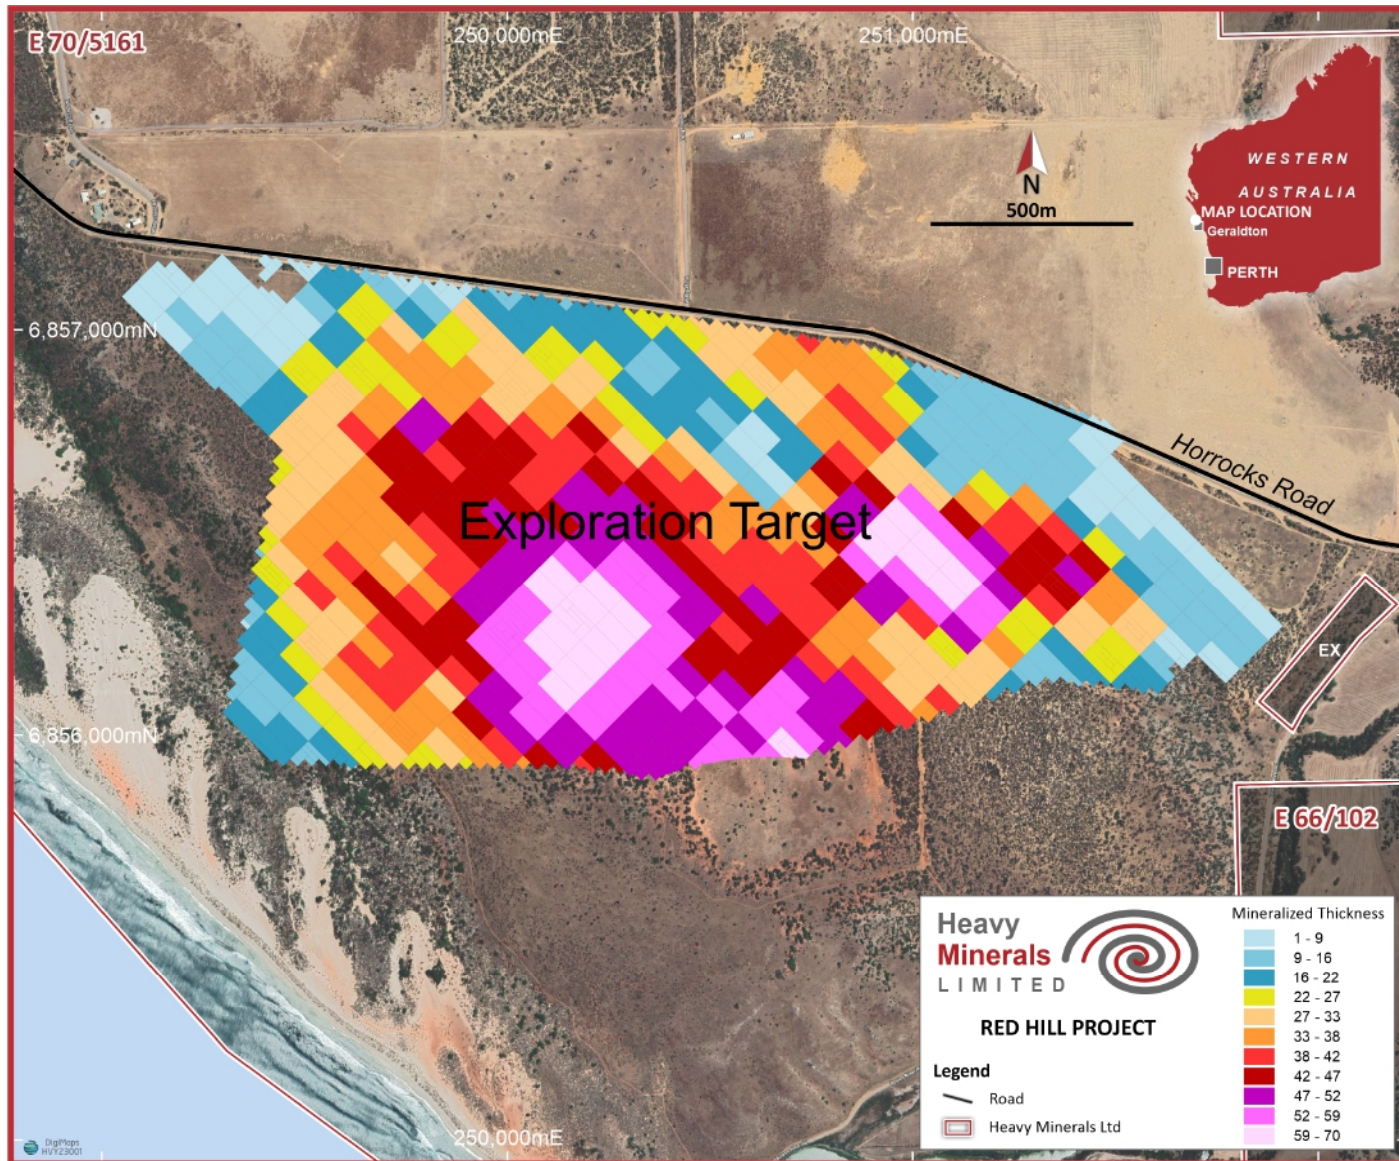 E 70/5161
250,000mE
251,000mE
WESTERN
AUSTRALIA
MAP LOCATION
Geraldton
PERTH
N
500m
6,857,000mN
Horrocks Road
Exploration Target
EX
6,856,000mN
E 66/102
Heavy
Minerals
LIMITED
RED HILL PROJECT
Legend
Road
Heavy Minerals Ltd
Mineralized Thickness
1 - 9
9 - 16
16 - 22
22 - 27
27 - 33
33 - 38
38 - 42
42 - 47
47 - 52
52 - 59
59 - 70
250,000mE
DigiMaps
HVYZ3001